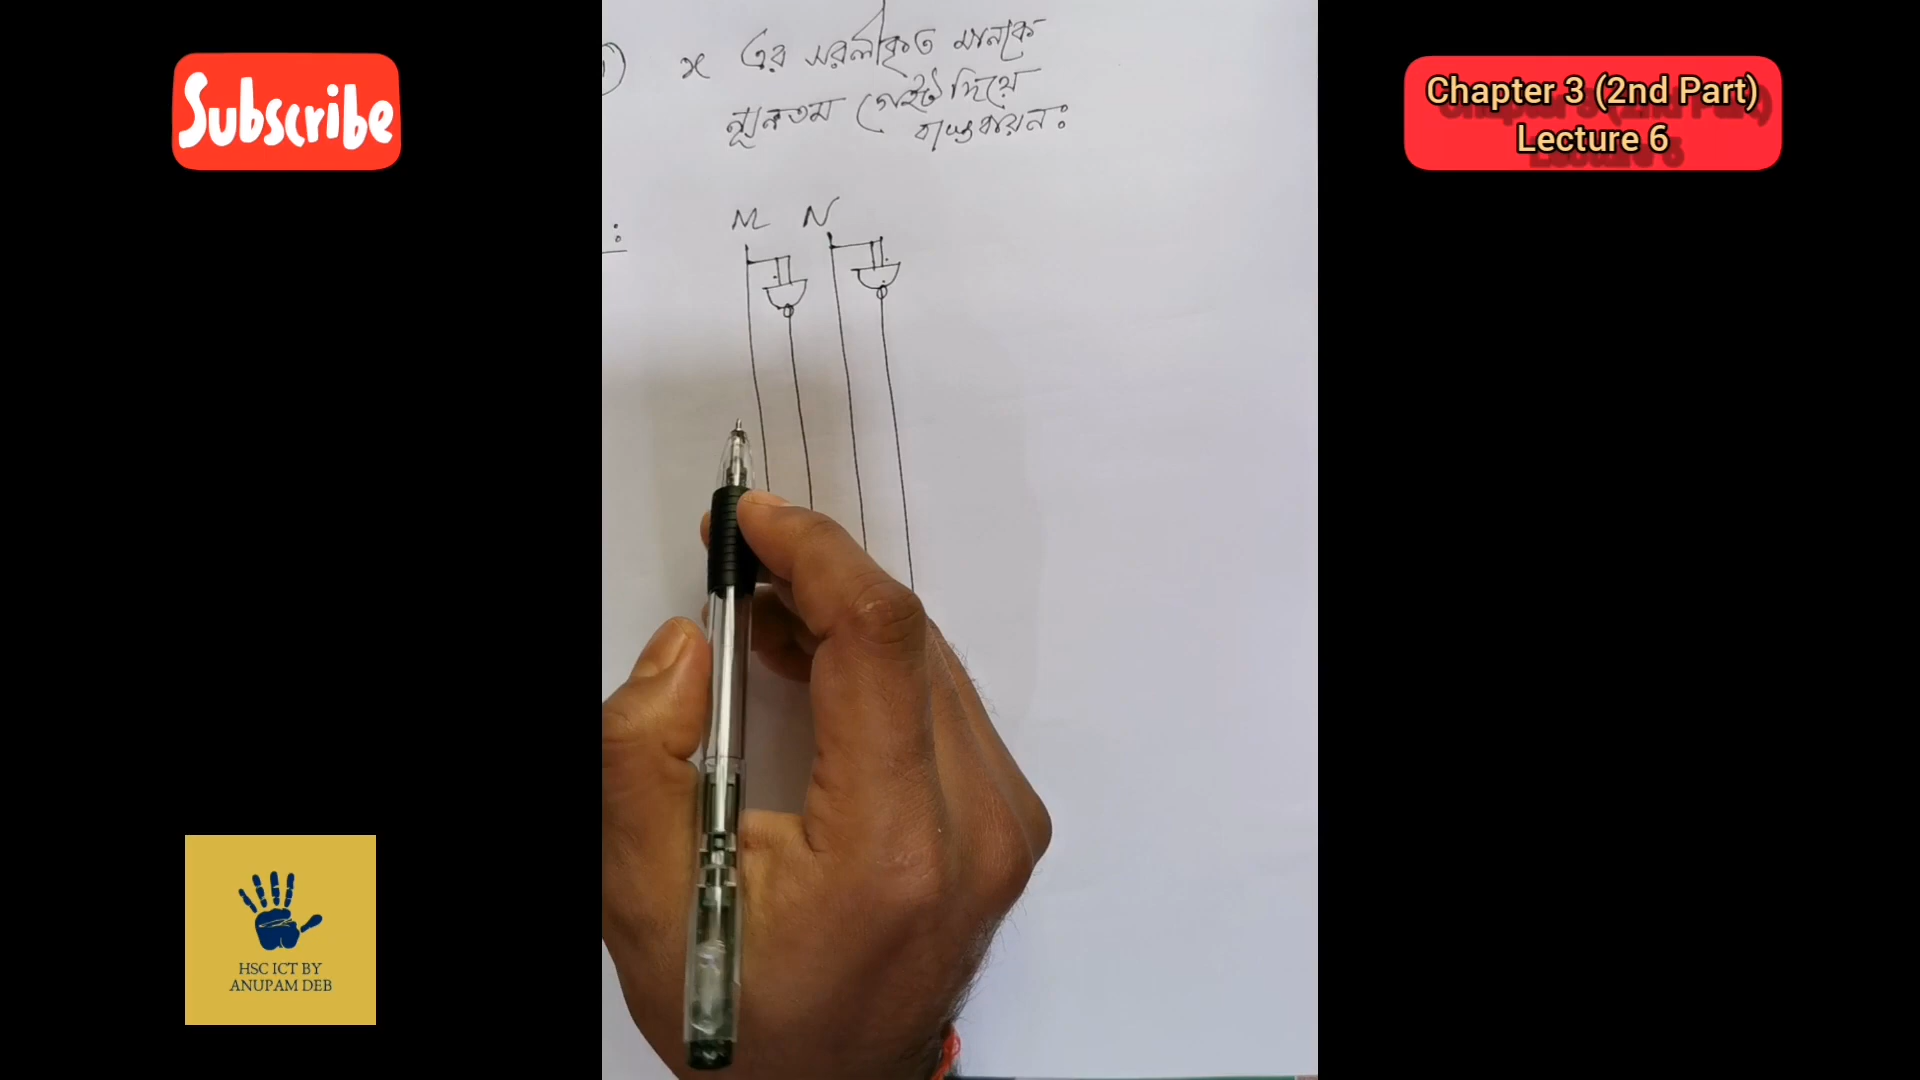 Subscribe
Chapter 3 (2nd Part)
Lecture 6
x এর সরলীকৃত মানকে
ন্যূনতম গেইট দিয়ে
বাস্তবায়ন:
:
M N
HSC ICT BY
ANUPAM DEB